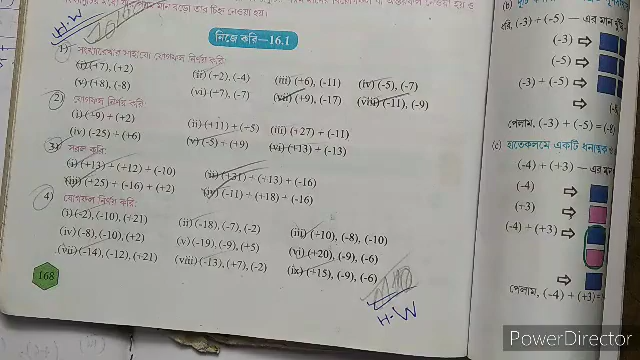 H.W
নিজে করি-16.1
1) সংখ্যারেখার সাহায্যে যোগফল নির্ণয় করি:
(i) (+7), (+2) (ii) (+2), (-4) (iii) (+6), (-11) (iv) (-5), (-7)
(v) (+8), (-8) (vi) (+7), (-7) (vii) (+9), (-17) (viii) (-11), (-9)
2) যোগফল নির্ণয় করি:
(i) (-9) + (+2) (ii) (+11) + (+5) (iii) (+27) + (-11)
(iv) (-25) + (+6) (v) (-5) + (+9) (vi) (+13) + (-13)
3) সরল করি:
(i) (+13) + (+12) + (-10) (ii) (+31) + (+13) + (-16)
(iii) (+25) + (-16) + (+2) (iv) (-11) + (+18) + (-16)
4) যোগফল নির্ণয় করি:
(i) (-2), (-10), (+21) (ii) (-18), (-7), (-2) (iii) (+10), (-8), (-10)
(iv) (-8), (-10), (+2) (v) (-19), (-9), (+5) (vi) (+20), (-9), (-6)
(vii) (-14), (-12), (+21) (viii) (-13), (+7), (-2) (ix) (+15), (-9), (-6)
168
H.W
(b)
(-3) + (-5) — এর মান
(-3)
(-5)
(-3) + (-5)
পেলাম, (-3) + (-5) =
(c) হাতেকলমে একটি ধনাত্মক
(-4) + (+3) — এর মান
(-4)
(+3)
(-4) + (+3)
পেলাম, (-4) + (+3) =
PowerDirector